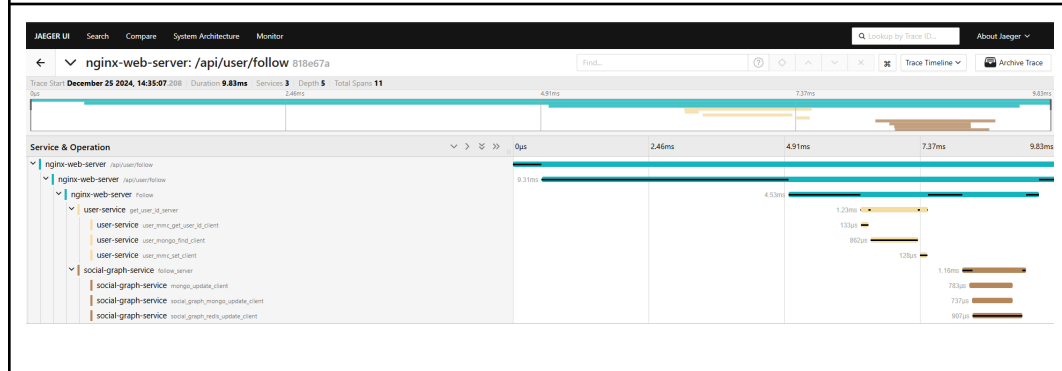 JAEGER UI Search Compare System Architecture Monitor Lookup by Trace ID... About Jaeger
nginx-web-server: /api/user/follow 818e67a Find... Trace Timeline Archive Trace
Trace Start December 25 2024, 14:35:07.208 Duration 9.83ms Services 3 Depth 5 Total Spans 11
0μs 2.46ms 4.91ms 7.37ms 9.83ms
Service & Operation 0μs 2.46ms 4.91ms 7.37ms 9.83ms
nginx-web-server /api/user/follow
nginx-web-server /api/user/follow 9.31ms
nginx-web-server Follow 4.53ms
user-service get_user_id_server 1.23ms
user-service user_mmc_get_user_id_client 133μs
user-service user_mongo_find_client 862μs
user-service user_mmc_set_client 128μs
social-graph-service follow_server 1.16ms
social-graph-service mongo_update_client 783μs
social-graph-service social_graph_mongo_update_client 737μs
social-graph-service social_graph_redis_update_client 907μs